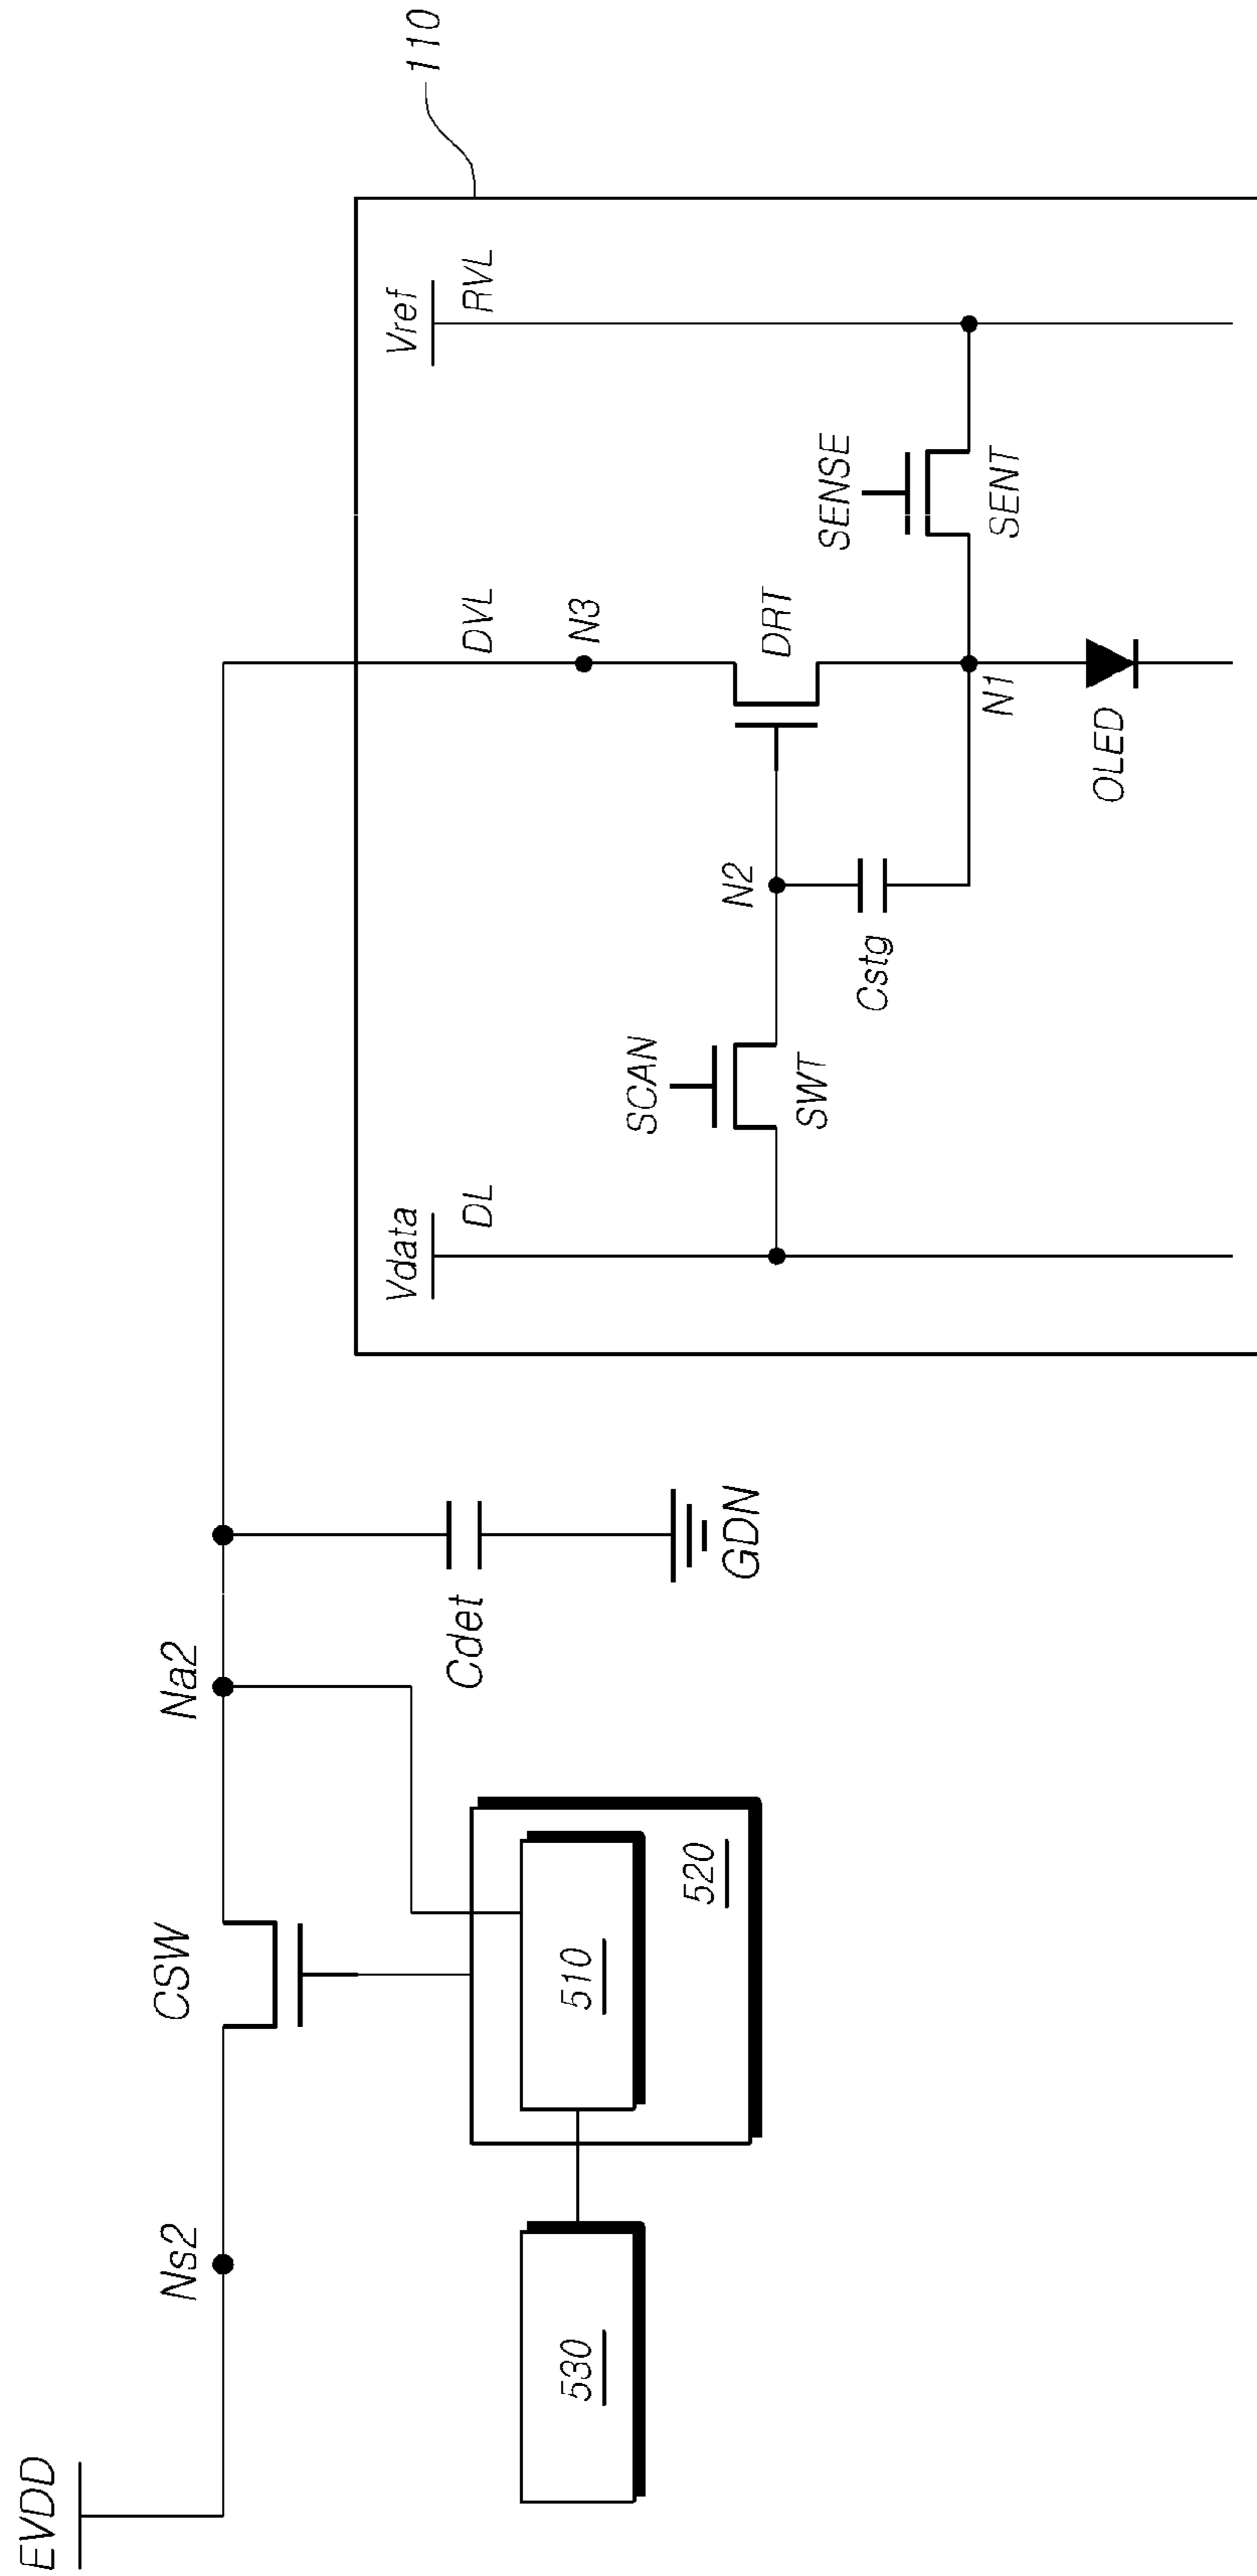 EVDD
Ns2
CSW
Na2
530
510
520
Cdet
GDN
110
Vdata
DL
DVL
Vref
RVL
N3
SCAN
SWT
N2
DRT
SENSE
SENT
Cstg
N1
OLED